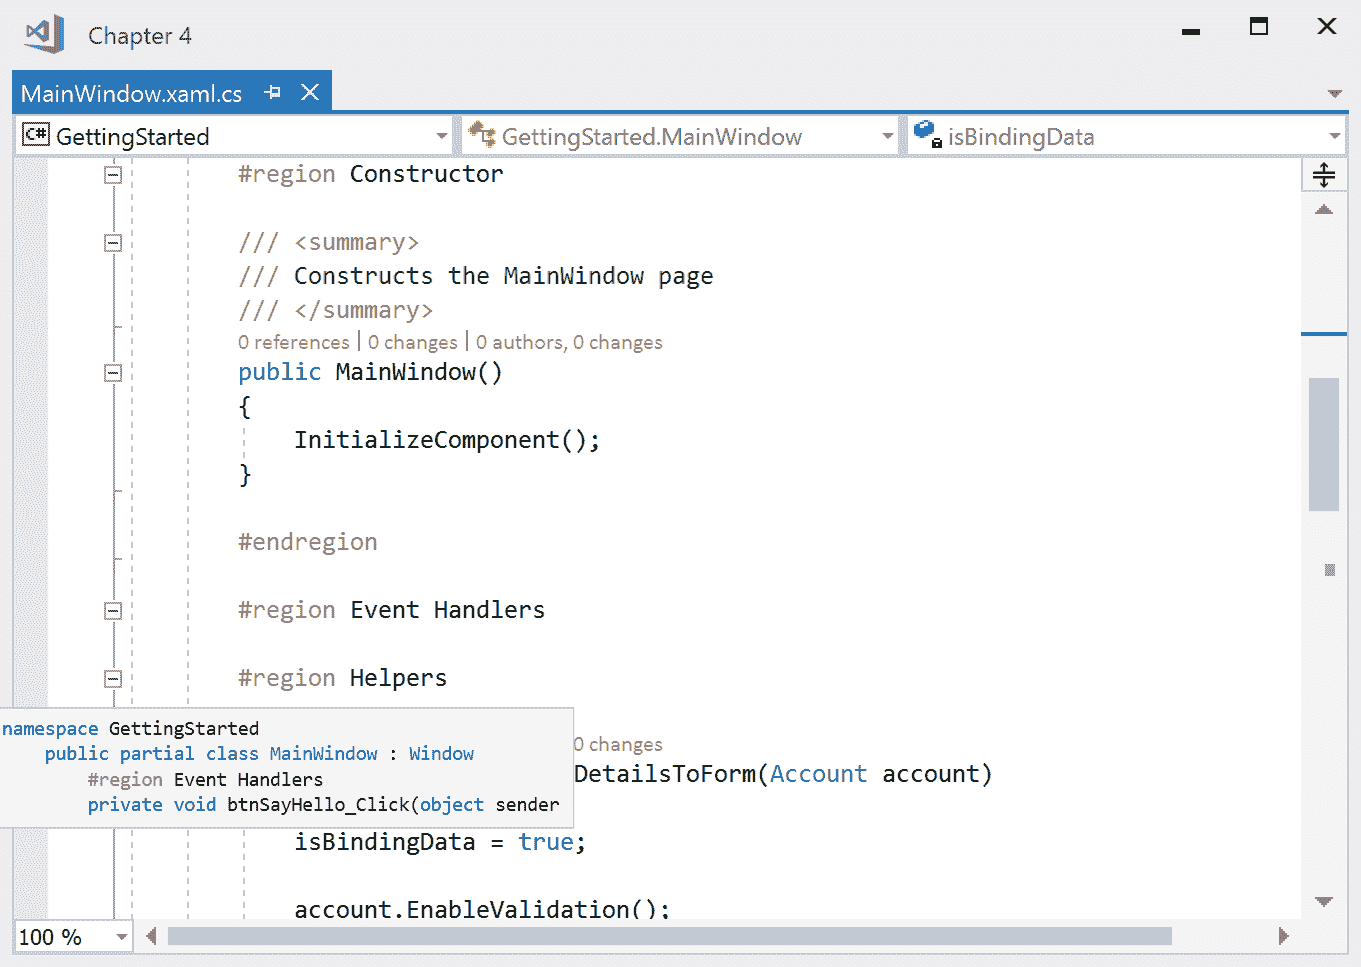 Chapter 4
MainWindow.xaml.cs
C# GettingStarted
GettingStarted.MainWindow
isBindingData
#region Constructor
/// <summary>
/// Constructs the MainWindow page
/// </summary>
0 references | 0 changes | 0 authors, 0 changes
public MainWindow()
{
InitializeComponent();
}
#endregion
#region Event Handlers
#region Helpers
namespace GettingStarted
public partial class MainWindow : Window
#region Event Handlers
private void btnSayHello_Click(object sender
0 changes
DetailsToForm(Account account)
isBindingData = true;
account.EnableValidation();
100 %